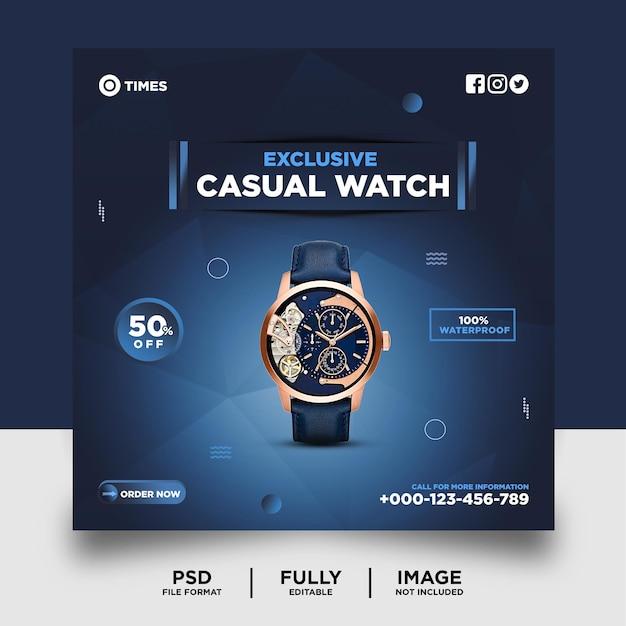 TIMES
EXCLUSIVE
CASUAL WATCH
50%
OFF
100%
WATERPROOF
ORDER NOW
CALL FOR MORE INFORMATION
+000-123-456-789
PSD
FILE FORMAT
FULLY
EDITABLE
IMAGE
NOT INCLUDED